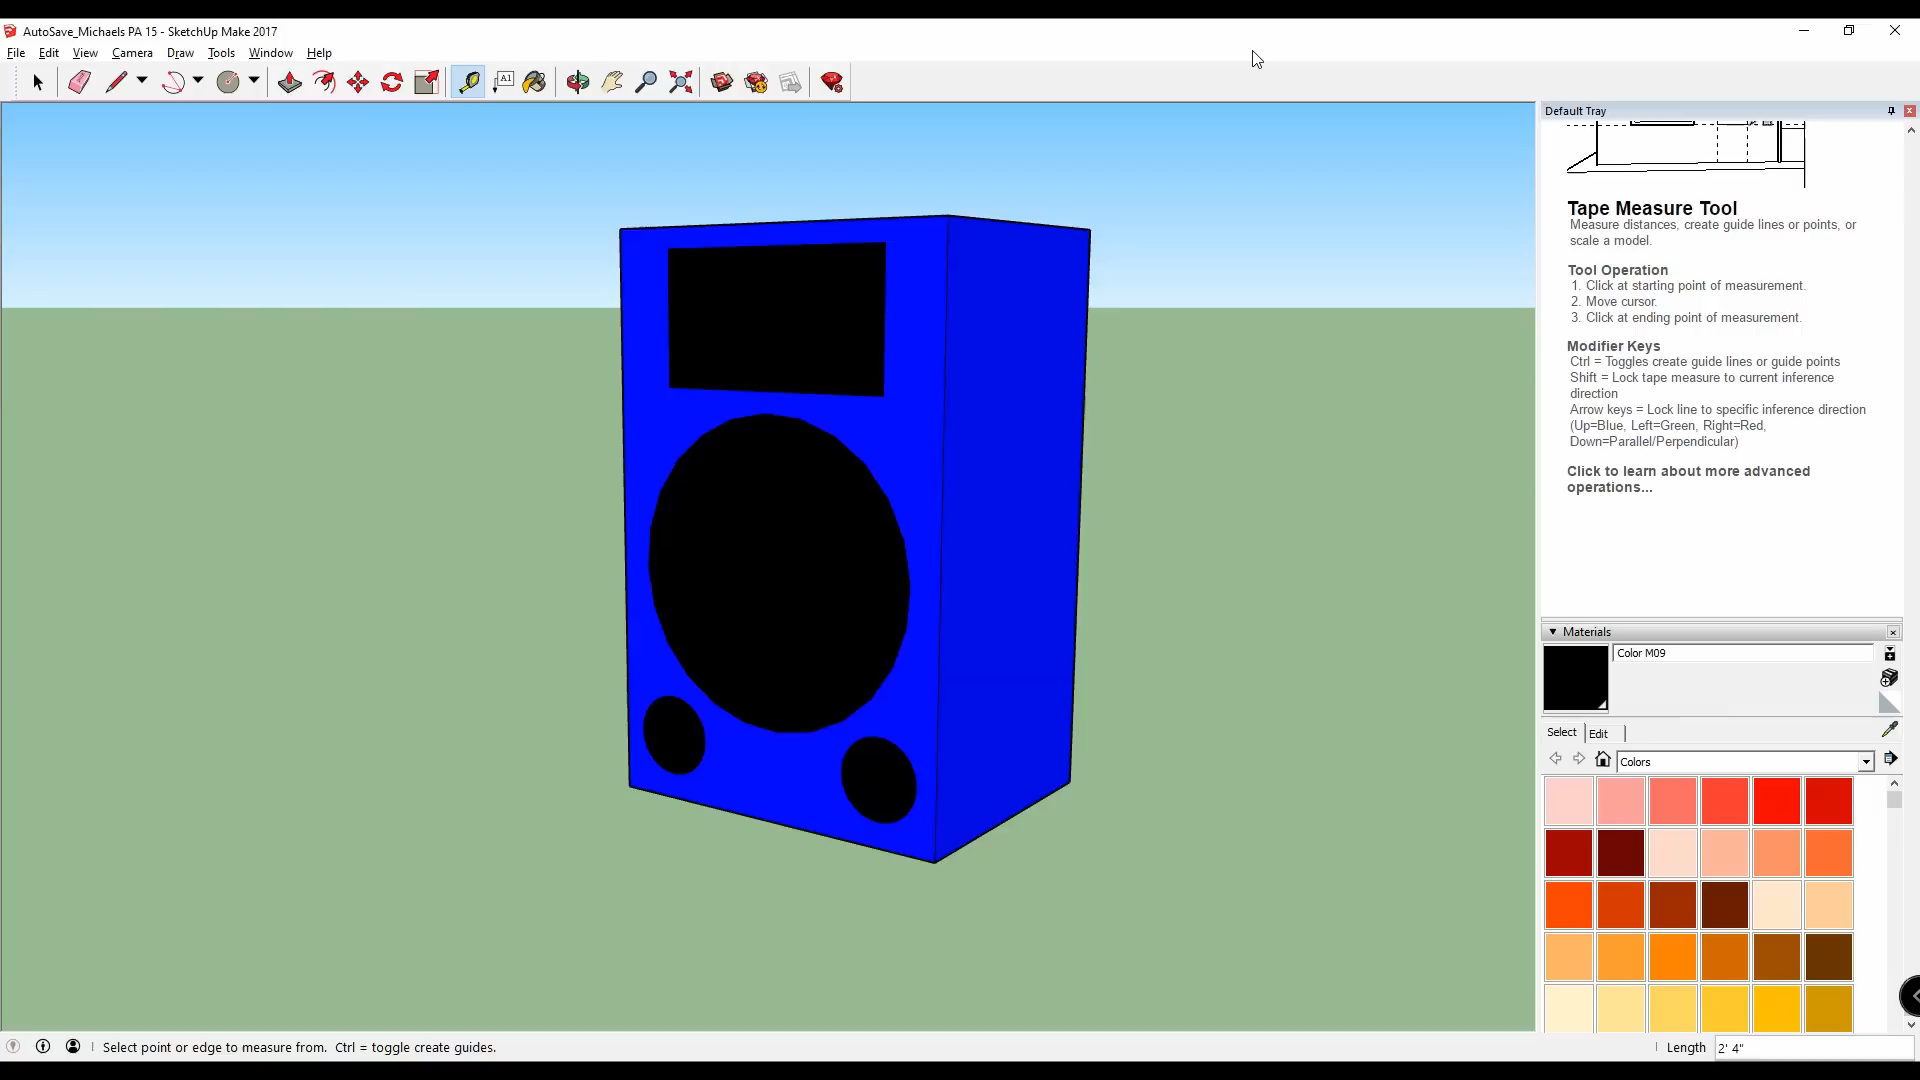 AutoSave_Michaels PA 15 - SketchUp Make 2017
File Edit View Camera Draw Tools Window Help
A1
Default Tray
Tape Measure Tool
Measure distances, create guide lines or points, or
scale a model.
Tool Operation
1. Click at starting point of measurement.
2. Move cursor.
3. Click at ending point of measurement.
Modifier Keys
Ctrl = Toggles create guide lines or guide points
Shift = Lock tape measure to current inference
direction
Arrow keys = Lock line to specific inference direction
(Up=Blue, Left=Green, Right=Red,
Down=Parallel/Perpendicular)
Click to learn about more advanced
operations...
Materials
Color M09
Select Edit
Colors
Select point or edge to measure from. Ctrl = toggle create guides.
Length 2' 4"